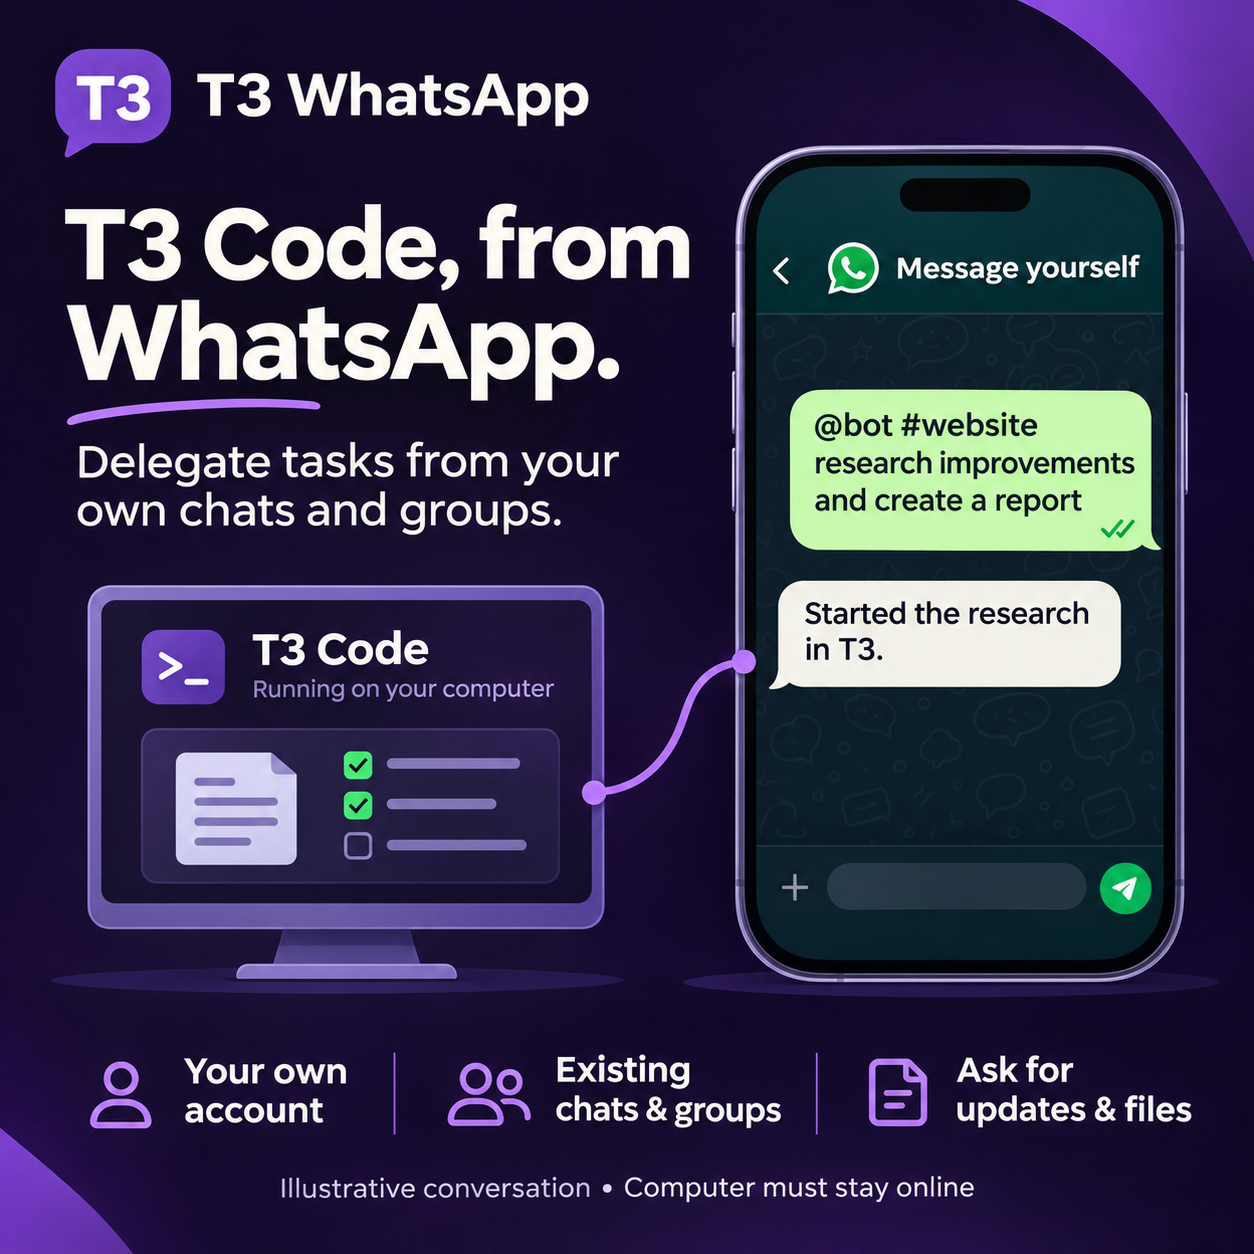 T3
T3 WhatsApp
T3 Code, from
WhatsApp.
Delegate tasks from your
own chats and groups.
>_
T3 Code
Running on your computer
Message yourself
@bot #website
research improvements
and create a report
Started the research
in T3.
Your own
account
Existing
chats & groups
Ask for
updates & files
Illustrative conversation • Computer must stay online